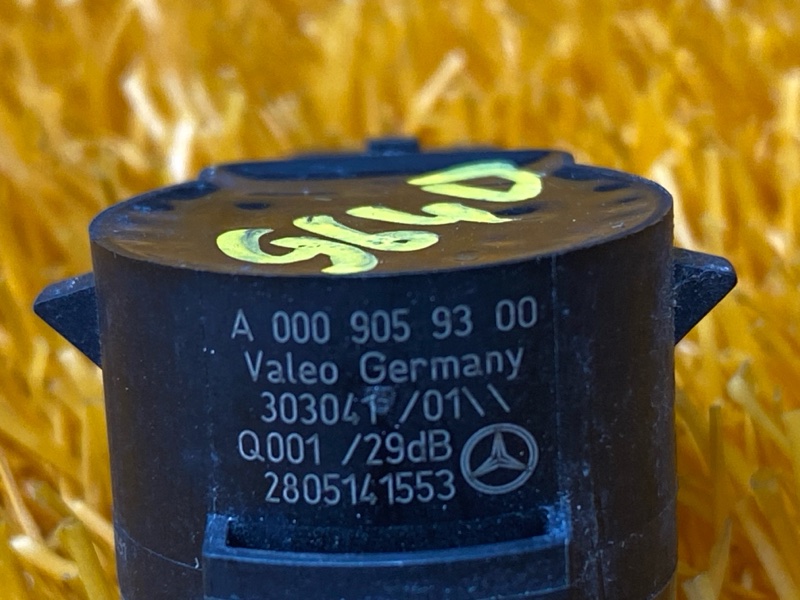 A 000 905 93 00
Valeo Germany
303041 /01\\
Q001 /29dB
2805141553